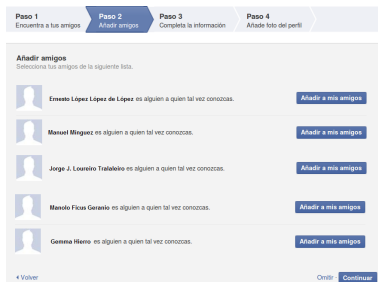 Paso 1 Paso 2 Paso 3 Paso 4
Encuentra a tus amigos Añadir amigos Completa la información Añade foto del perfil
Añadir amigos
Selecciona tus amigos de la siguiente lista.
Ernesto López López de López es alguien a quien tal vez conozcas. Añadir a mis amigos
Manuel Minguez es alguien a quien tal vez conozcas. Añadir a mis amigos
Jorge J. Loureiro Tralaleiro es alguien a quien tal vez conozcas. Añadir a mis amigos
Manolo Ficus Geranio es alguien a quien tal vez conozcas. Añadir a mis amigos
Gemma Hierro es alguien a quien tal vez conozcas. Añadir a mis amigos
Volver Omitir · Continuar